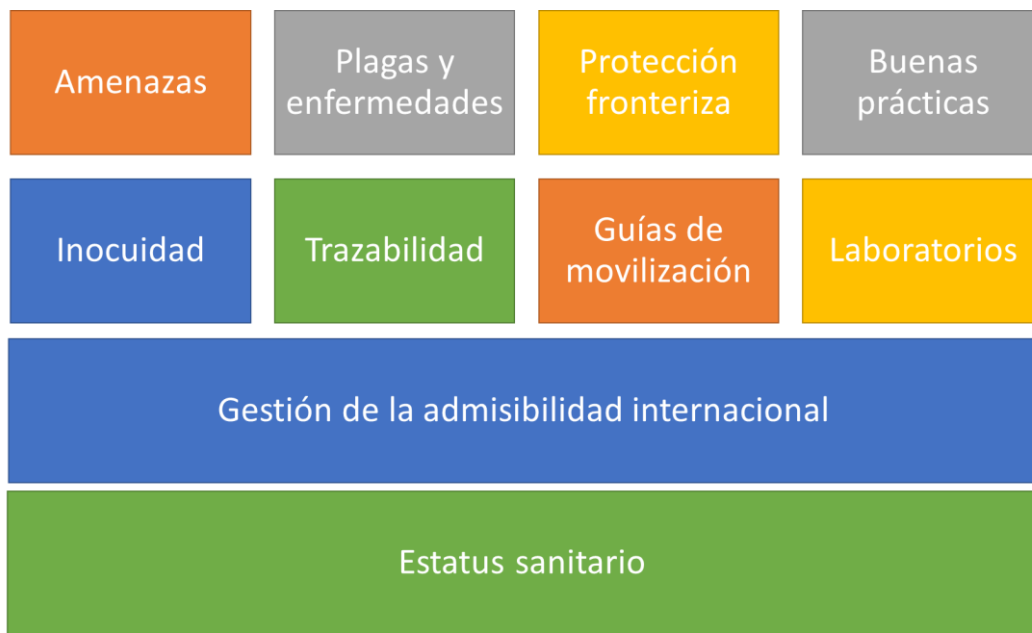 Amenazas
Plagas y
enfermedades
Protección
fronteriza
Buenas
prácticas
Inocuidad
Trazabilidad
Guías de
movilización
Laboratorios
Gestión de la admisibilidad internacional
Estatus sanitario